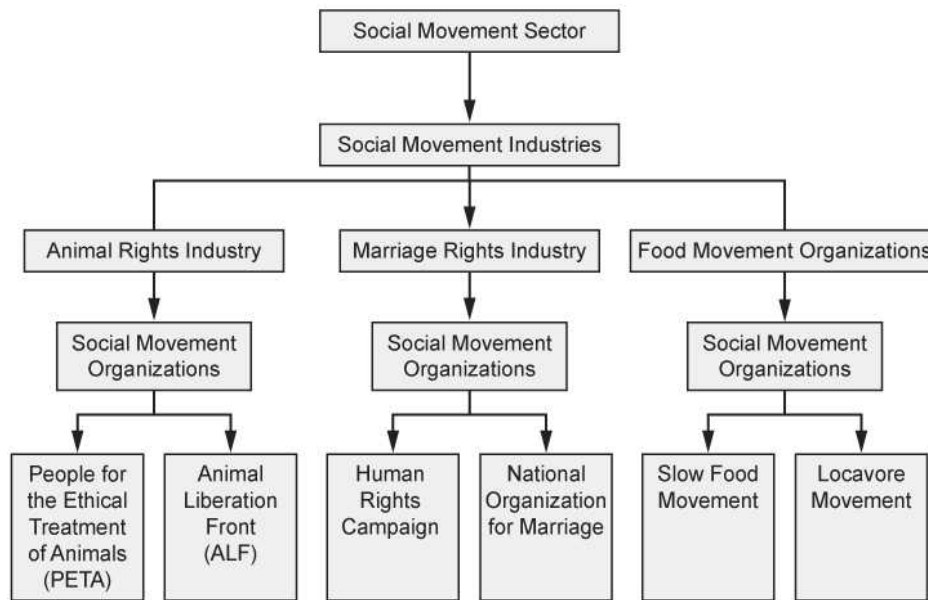 Social Movement Sector
Social Movement Industries
Animal Rights Industry
Marriage Rights Industry
Food Movement Organizations
Social Movement
Organizations
Social Movement
Organizations
Social Movement
Organizations
People for
the Ethical
Treatment
of Animals
(PETA)
Animal
Liberation
Front
(ALF)
Human
Rights
Campaign
National
Organization
for Marriage
Slow Food
Movement
Locavore
Movement